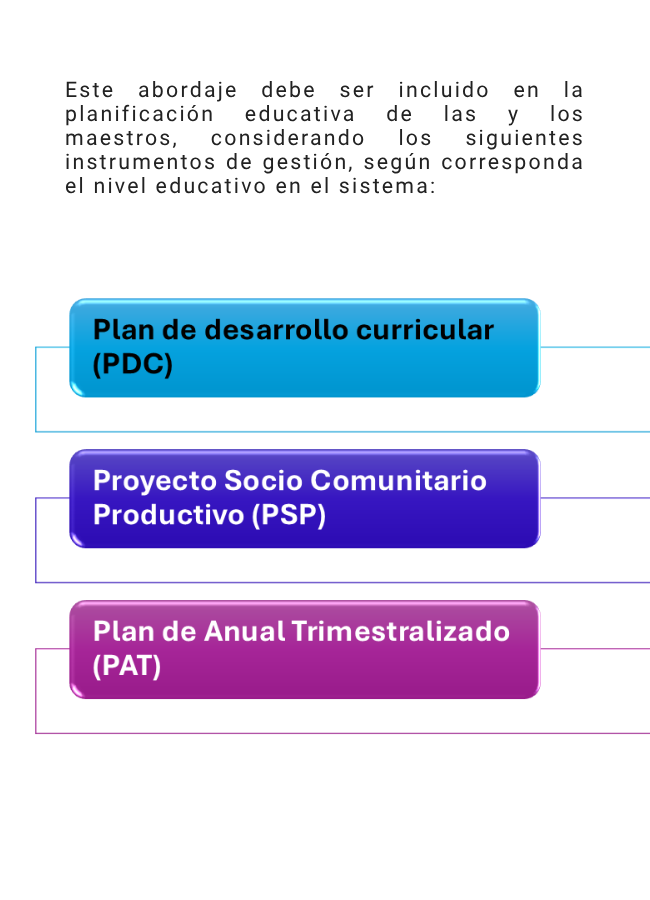 Este abordaje debe ser incluido en la
planificación educativa de las y los
maestros, considerando los siguientes
instrumentos de gestión, según corresponda
el nivel educativo en el sistema:
Plan de desarrollo curricular
(PDC)
Proyecto Socio Comunitario
Productivo (PSP)
Plan de Anual Trimestralizado
(PAT)